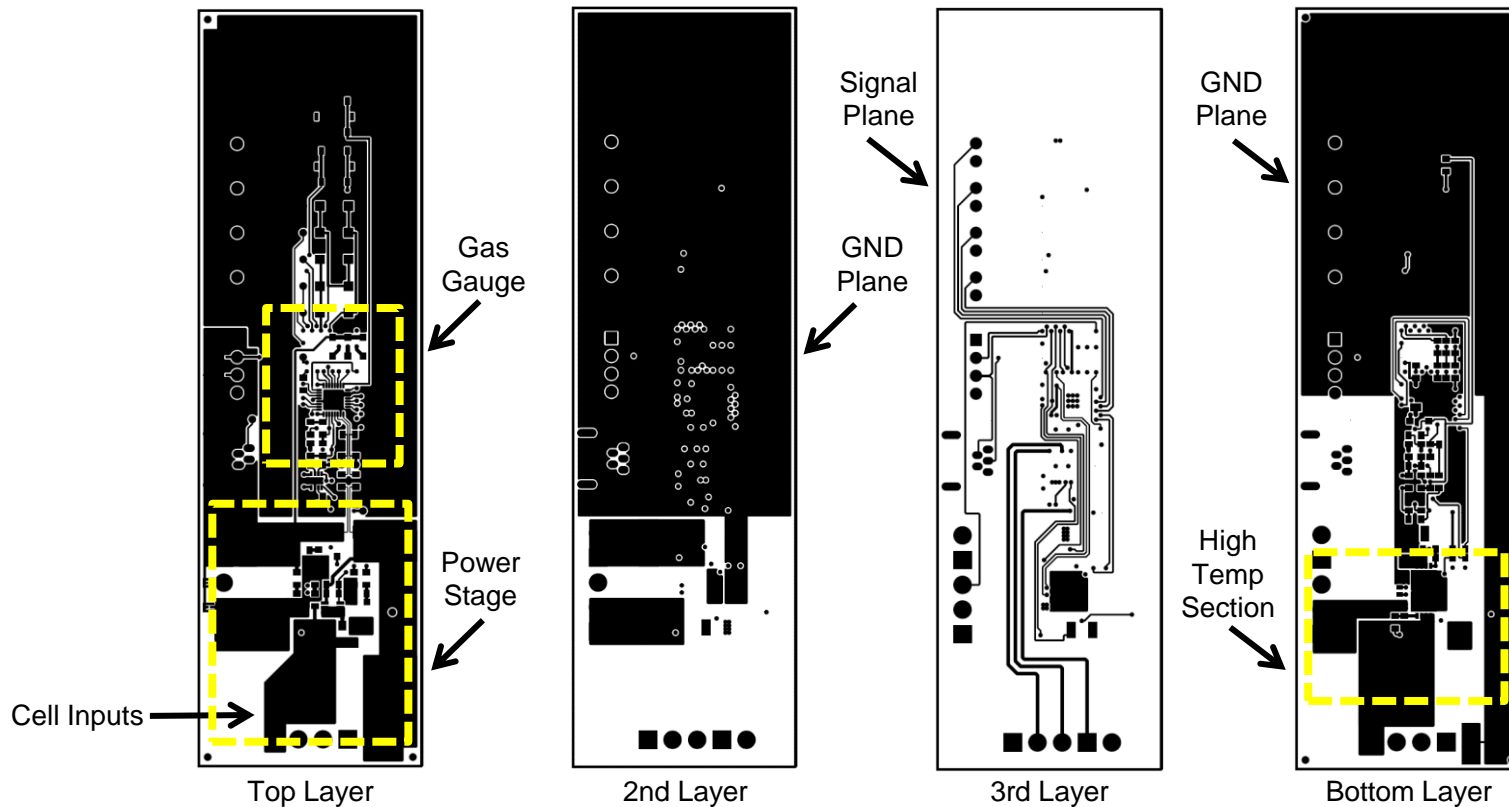 Signal
Plane
GND
Plane
Gas
Gauge
GND
Plane
Power
Stage
High
Temp
Section
Cell Inputs
Top Layer
2nd Layer
3rd Layer
Bottom Layer